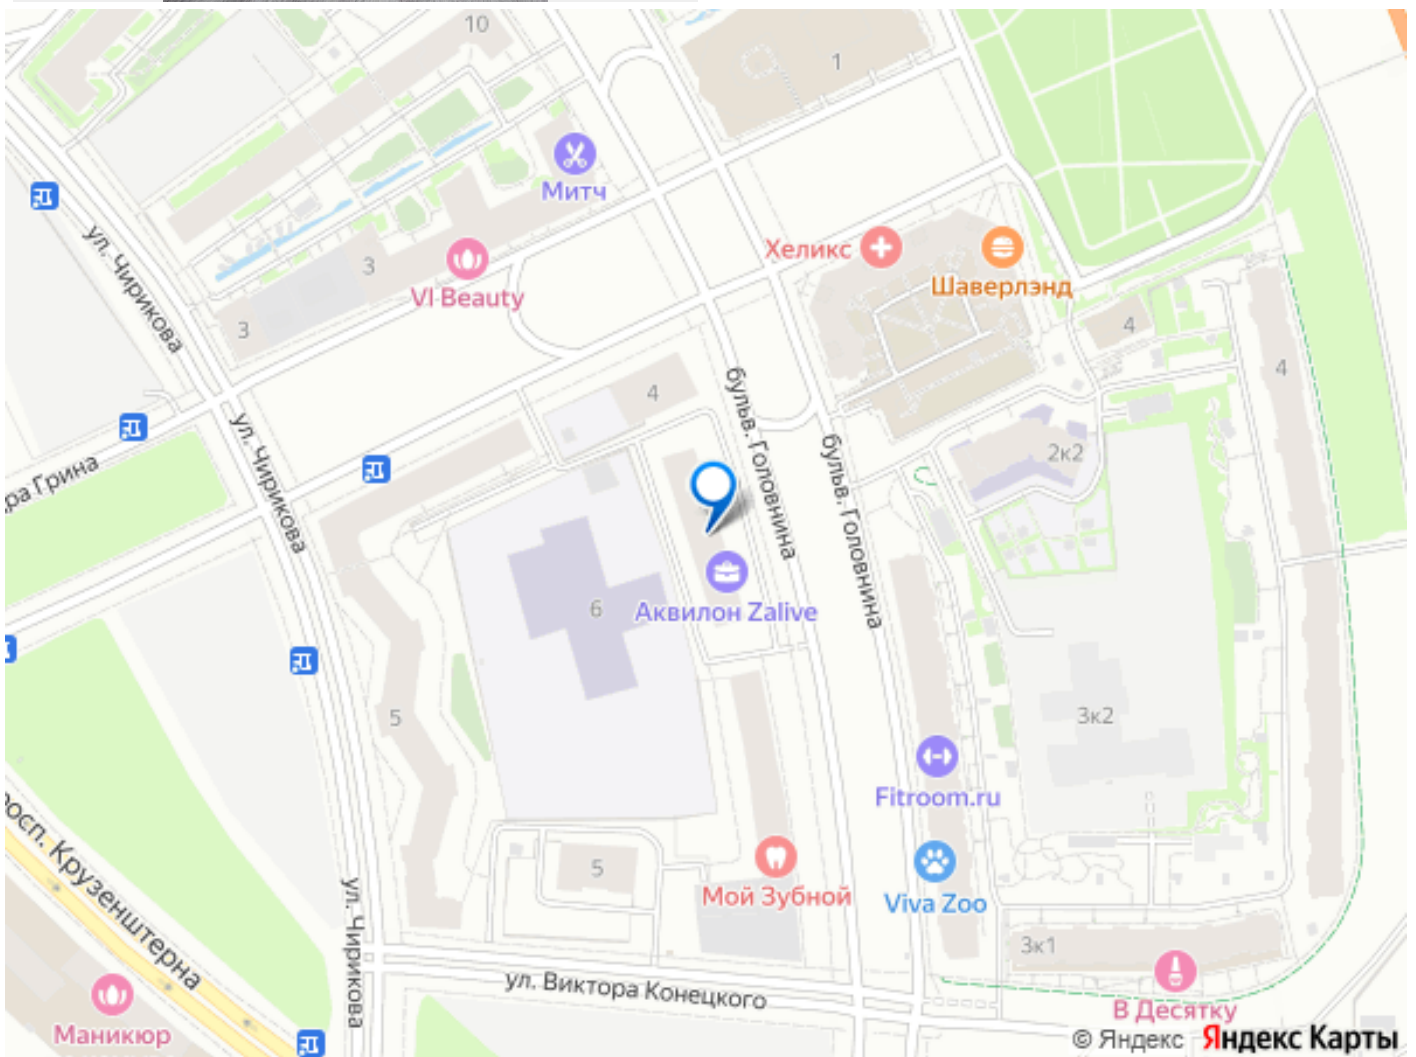 10
1
Митч
ул. Чирикова
Хеликс
3
VI Beauty
Шаверлэнд
3
4
4
бульв. Головнина
4
ул. Чирикова
бульв. Головнина
2к2
ра Грина
6
Аквилон Zalive
5
3к2
Fitroom.ru
росп. Крузенштерна
5
Мой Зубной
Viva Zoo
ул. Чирикова
3к1
ул. Виктора Конецкого
В Десятку
Маникюр
© Яндекс Яндекс Карты